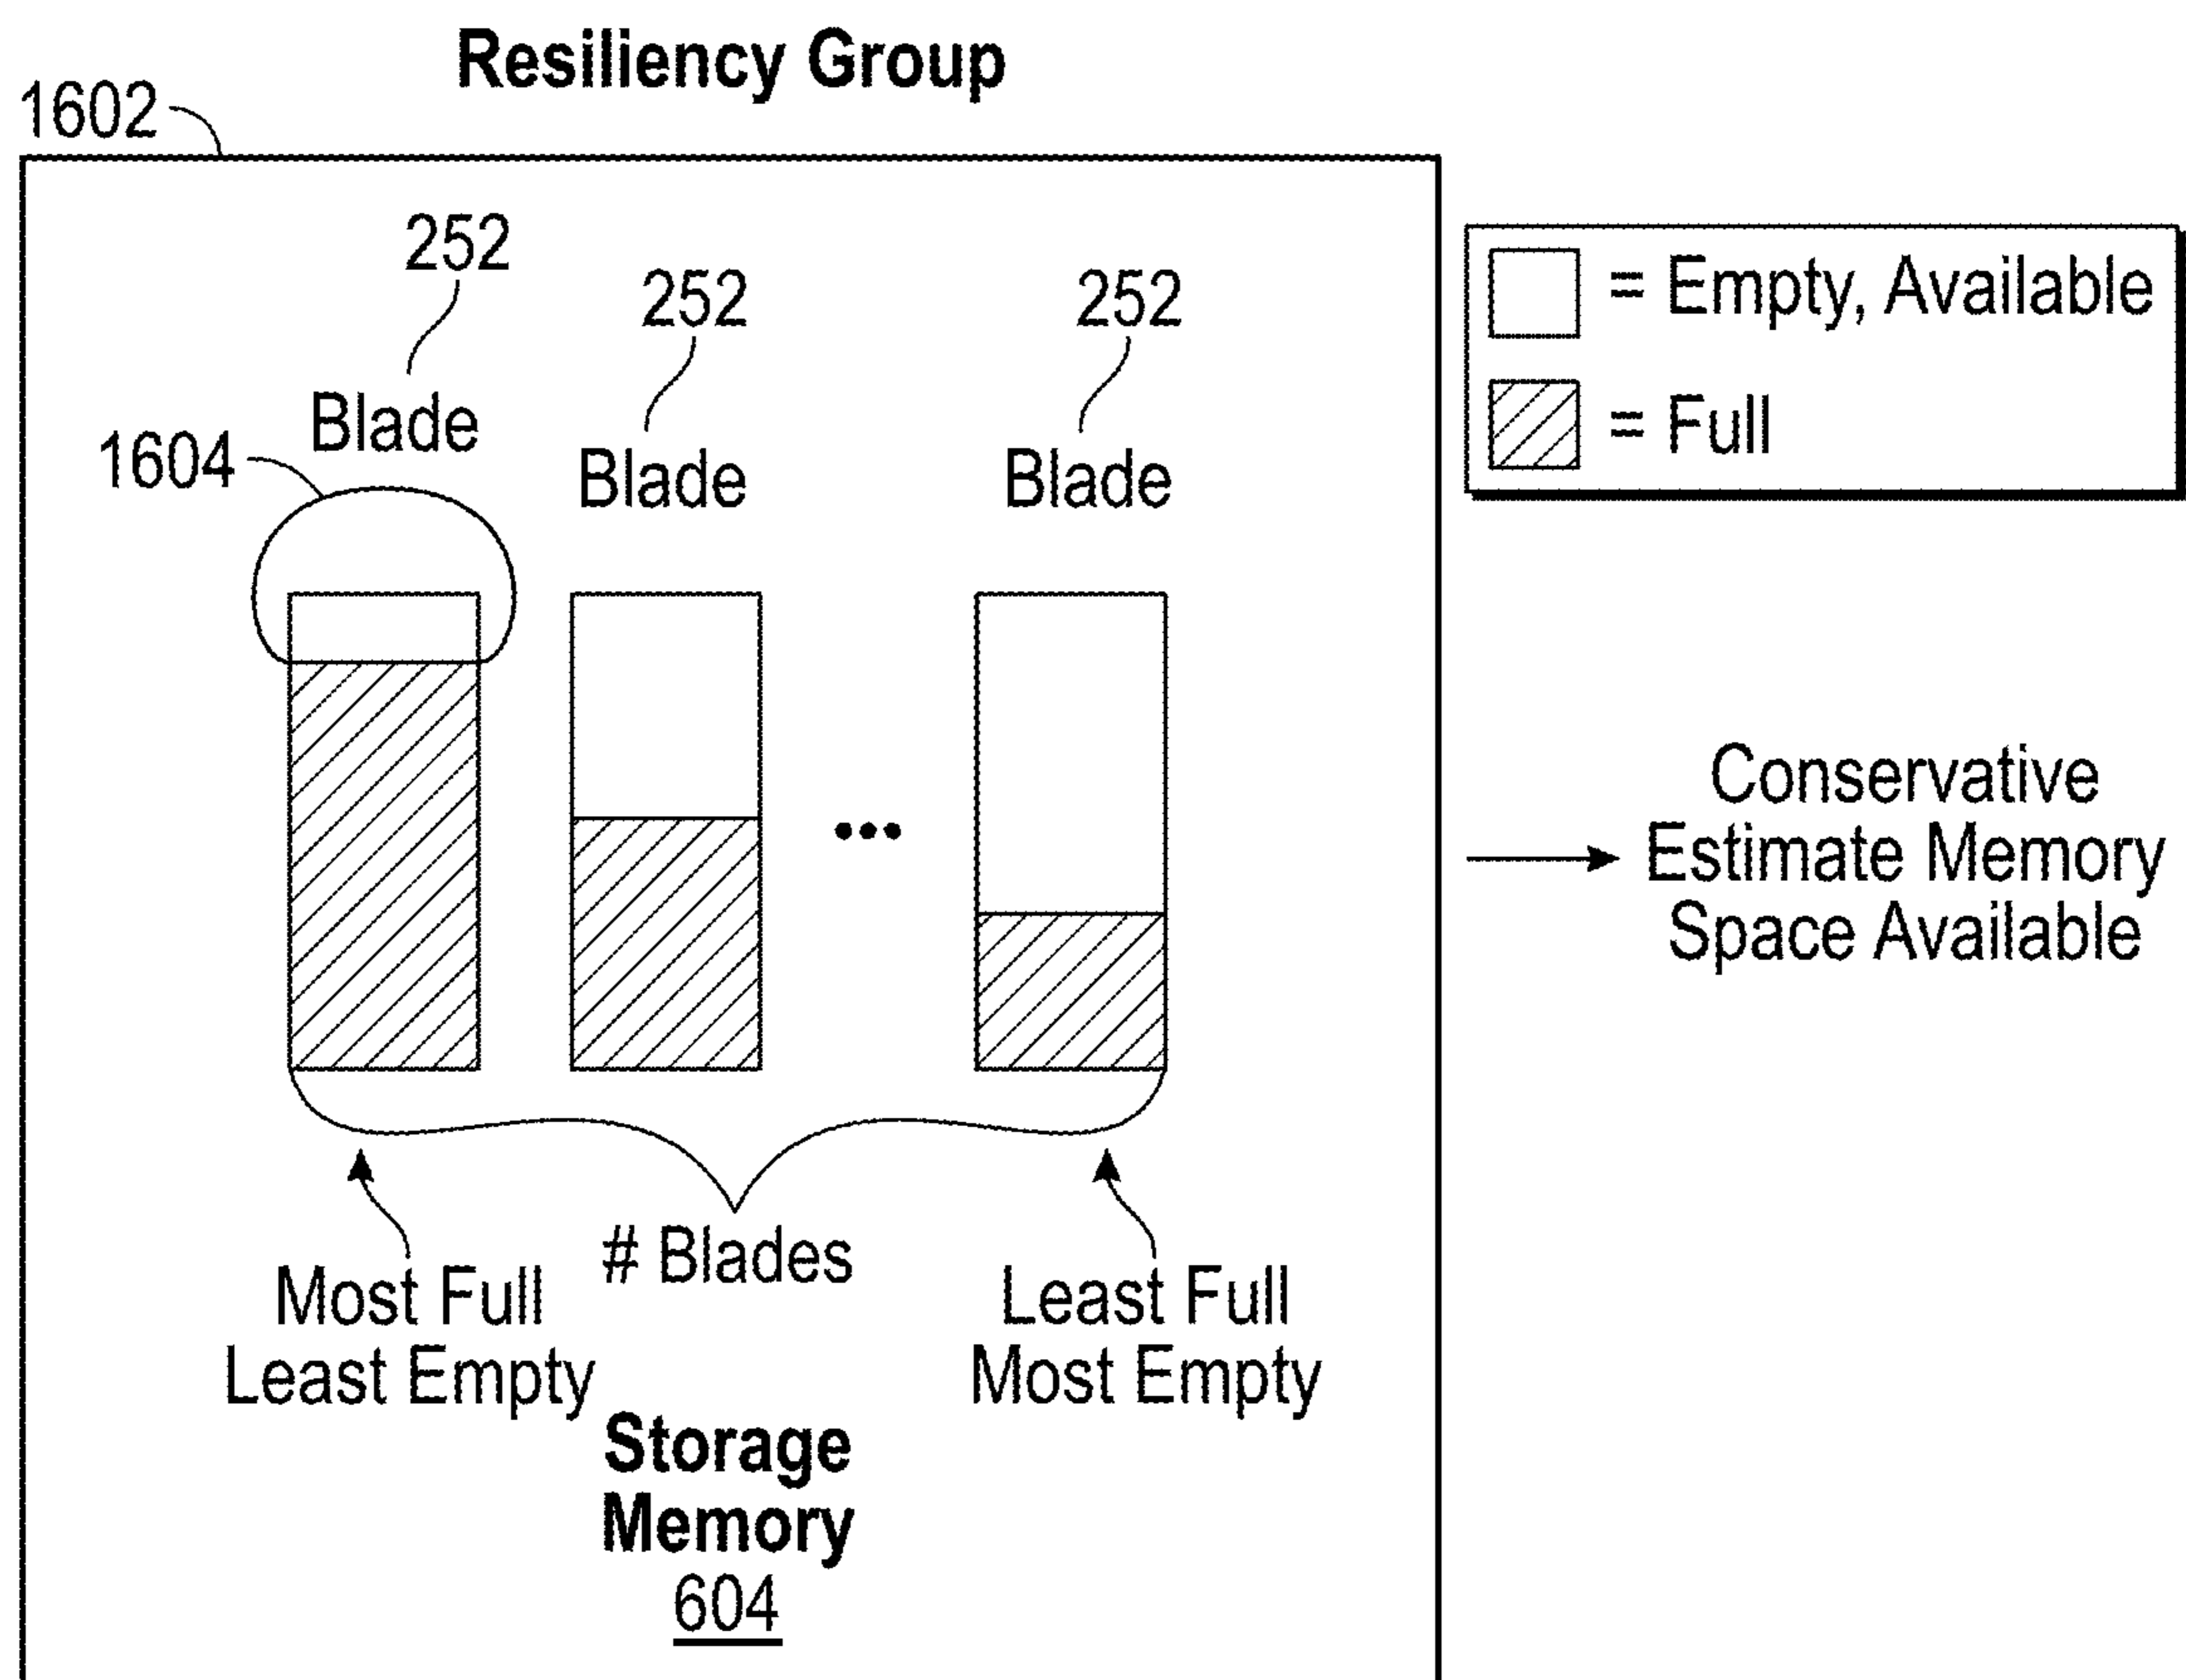 Resiliency Group
1602
252
252
252
Blade
Blade
Blade
1604
= Empty, Available
= Full
•••
Conservative
Estimate Memory
Space Available
# Blades
Most Full
Least Empty
Least Full
Most Empty
Storage
Memory
604